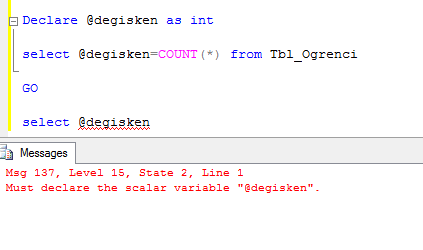 Declare @degisken as int
select @degisken=COUNT(*) from Tbl_Ogrenci
GO
select @degisken
Messages
Msg 137, Level 15, State 2, Line 1
Must declare the scalar variable "@degisken".